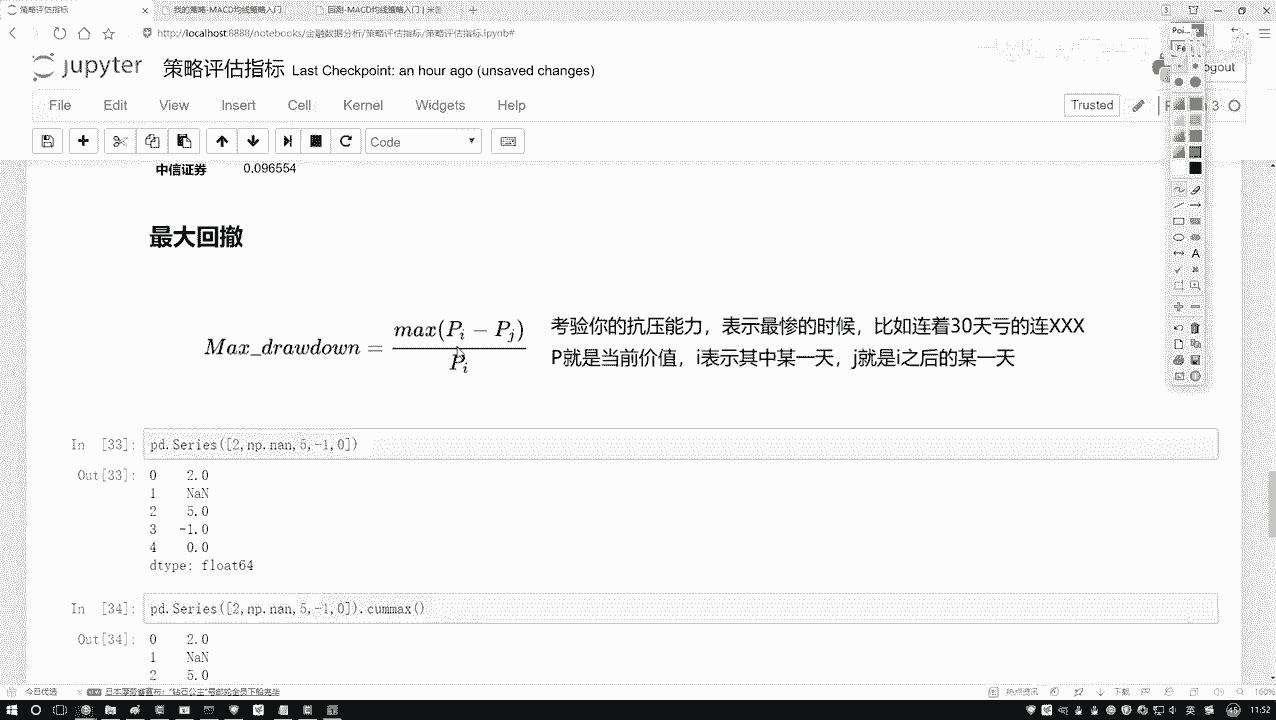 策略评估指标
我的策略-MACD均线策略入门
回测-MACD均线策略入门 | 米筐
http://localhost:8888/notebooks/金融数据分析/策略评估指标/策略评估指标.ipynb#
jupyter 策略评估指标 Last Checkpoint: an hour ago (unsaved changes)
File Edit View Insert Cell Kernel Widgets Help
Trusted
Code
中信证券 0.096554
最大回撤
Max_drawdown = max(P_i − P_j) / P_i
考验你的抗压能力，表示最惨的时候，比如连着30天亏的连XXX
P就是当前价值，i表示其中某一天，j就是i之后的某一天
In [33]: pd.Series([2,np.nan,5,-1,0])
Out[33]: 0 2.0
1 NaN
2 5.0
3 -1.0
4 0.0
dtype: float64
In [34]: pd.Series([2,np.nan,5,-1,0]).cummax()
Out[34]: 0 2.0
1 NaN
2 5.0
今日优选
热点资讯
下载
160%
英
11:52